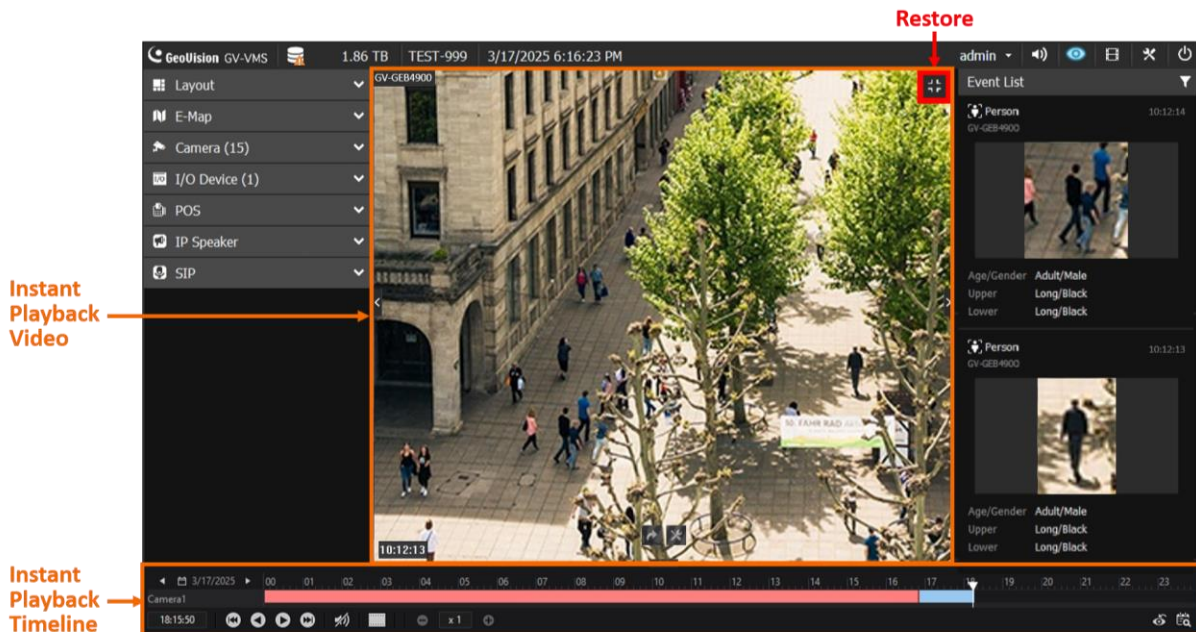 Restore
GeoVision GV-VMS 1.86 TB TEST-999 3/17/2025 6:16:23 PM admin
Layout
E-Map
Camera (15)
I/O Device (1)
POS
IP Speaker
SIP
Instant
Playback
Video
GV-GEB4900
10. FAHR RAD
10:12:13
Event List
Person 10:12:14
GV-GEB4900
Age/Gender Adult/Male
Upper Long/Black
Lower Long/Black
Person 10:12:13
GV-GEB4900
Age/Gender Adult/Male
Upper Long/Black
Lower Long/Black
Instant
Playback
Timeline
3/17/2025 00 01 02 03 04 05 06 07 08 09 10 11 12 13 14 15 16 17 18 19 20 21 22 23
Camera1
18:15:50 x 1